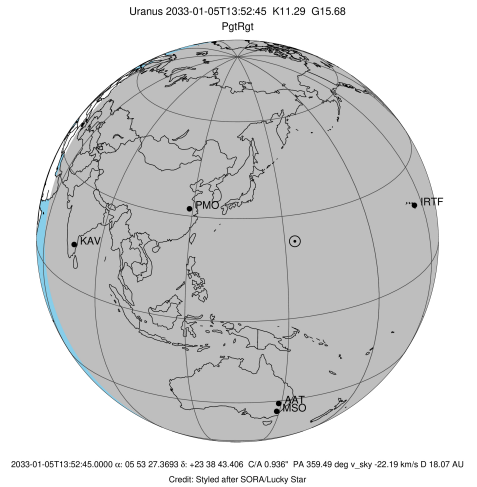 Uranus 2033-01-05T13:52:45 K11.29 G15.68
PgtRgt
PMO
IRTF
KAV
AAT
MSO
2033-01-05T13:52:45.0000 α: 05 53 27.3693 δ: +23 38 43.406 C/A 0.936" PA 359.49 deg v_sky -22.19 km/s D 18.07 AU
Credit: Styled after SORA/Lucky Star